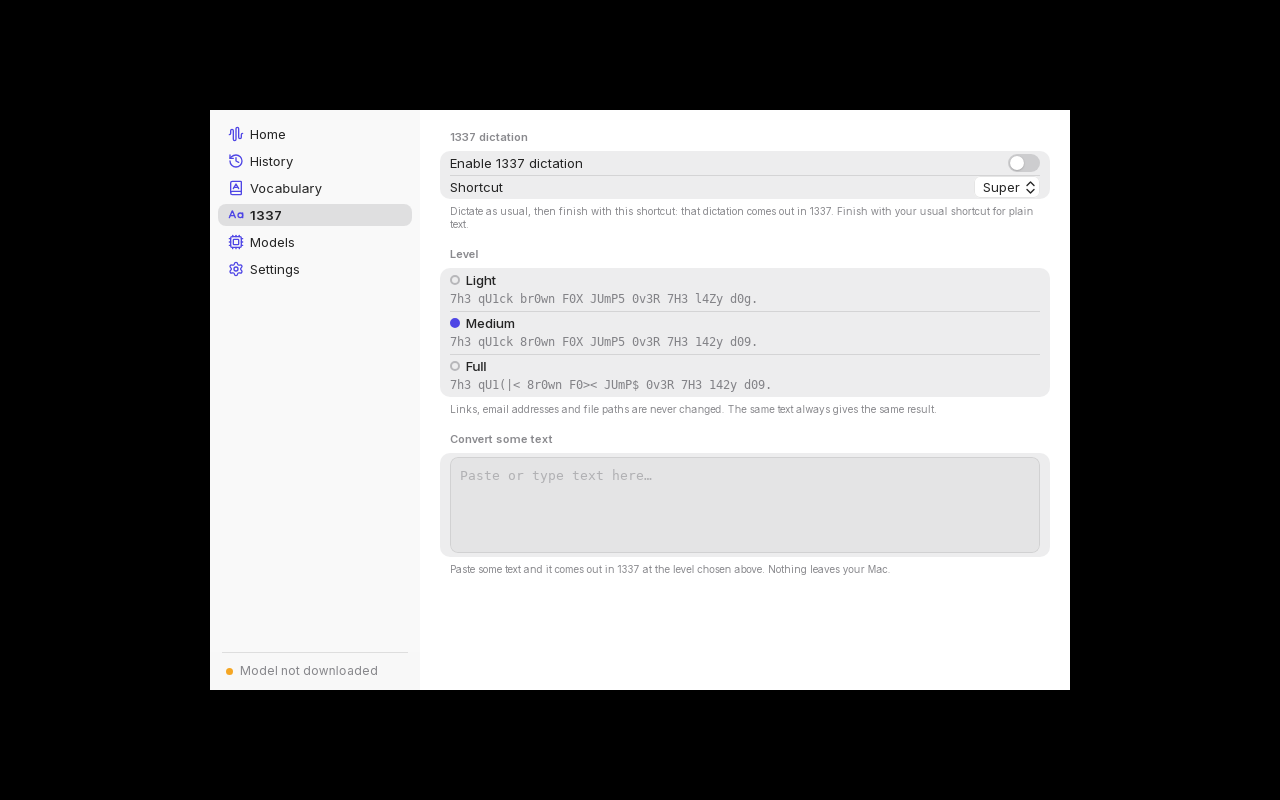 Home
History
Vocabulary
1337
Models
Settings
Model not downloaded
1337 dictation
Enable 1337 dictation
Shortcut
Super
Dictate as usual, then finish with this shortcut: that dictation comes out in 1337. Finish with your usual shortcut for plain
text.
Level
Light
7h3 qU1ck br0wn F0X JUmP5 0v3R 7H3 l4Zy d0g.
Medium
7h3 qU1ck 8r0wn F0X JUmP5 0v3R 7H3 142y d09.
Full
7h3 qU1(|< 8r0wn F0>< JUmP$ 0v3R 7H3 142y d09.
Links, email addresses and file paths are never changed. The same text always gives the same result.
Convert some text
Paste or type text here…
Paste some text and it comes out in 1337 at the level chosen above. Nothing leaves your Mac.